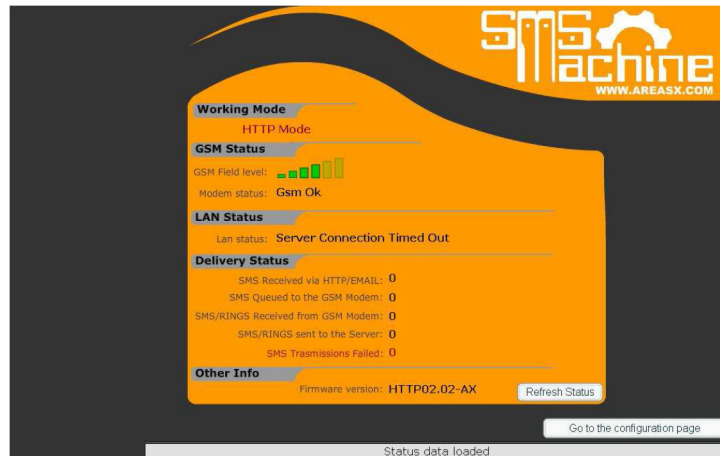 SMS
Machine
WWW.AREASX.COM
Working Mode
HTTP Mode
GSM Status
GSM Field level:
Modem status: Gsm Ok
LAN Status
Lan status: Server Connection Timed Out
Delivery Status
SMS Received via HTTP/EMAIL: 0
SMS Queued to the GSM Modem: 0
SMS/RINGS Received from GSM Modem: 0
SMS/RINGS sent to the Server: 0
SMS Trasmissions Failed: 0
Other Info
Firmware version: HTTP02.02-AX
Refresh Status
Go to the configuration page
Status data loaded